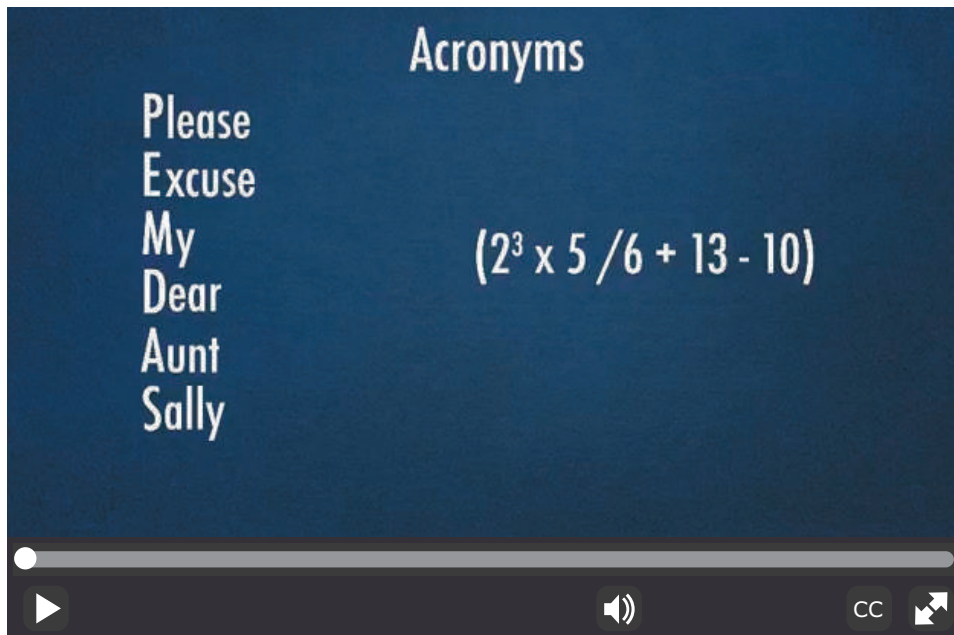 Acronyms
Please
Excuse
My
Dear
Aunt
Sally
(2³ x 5 /6 + 13 - 10)
CC